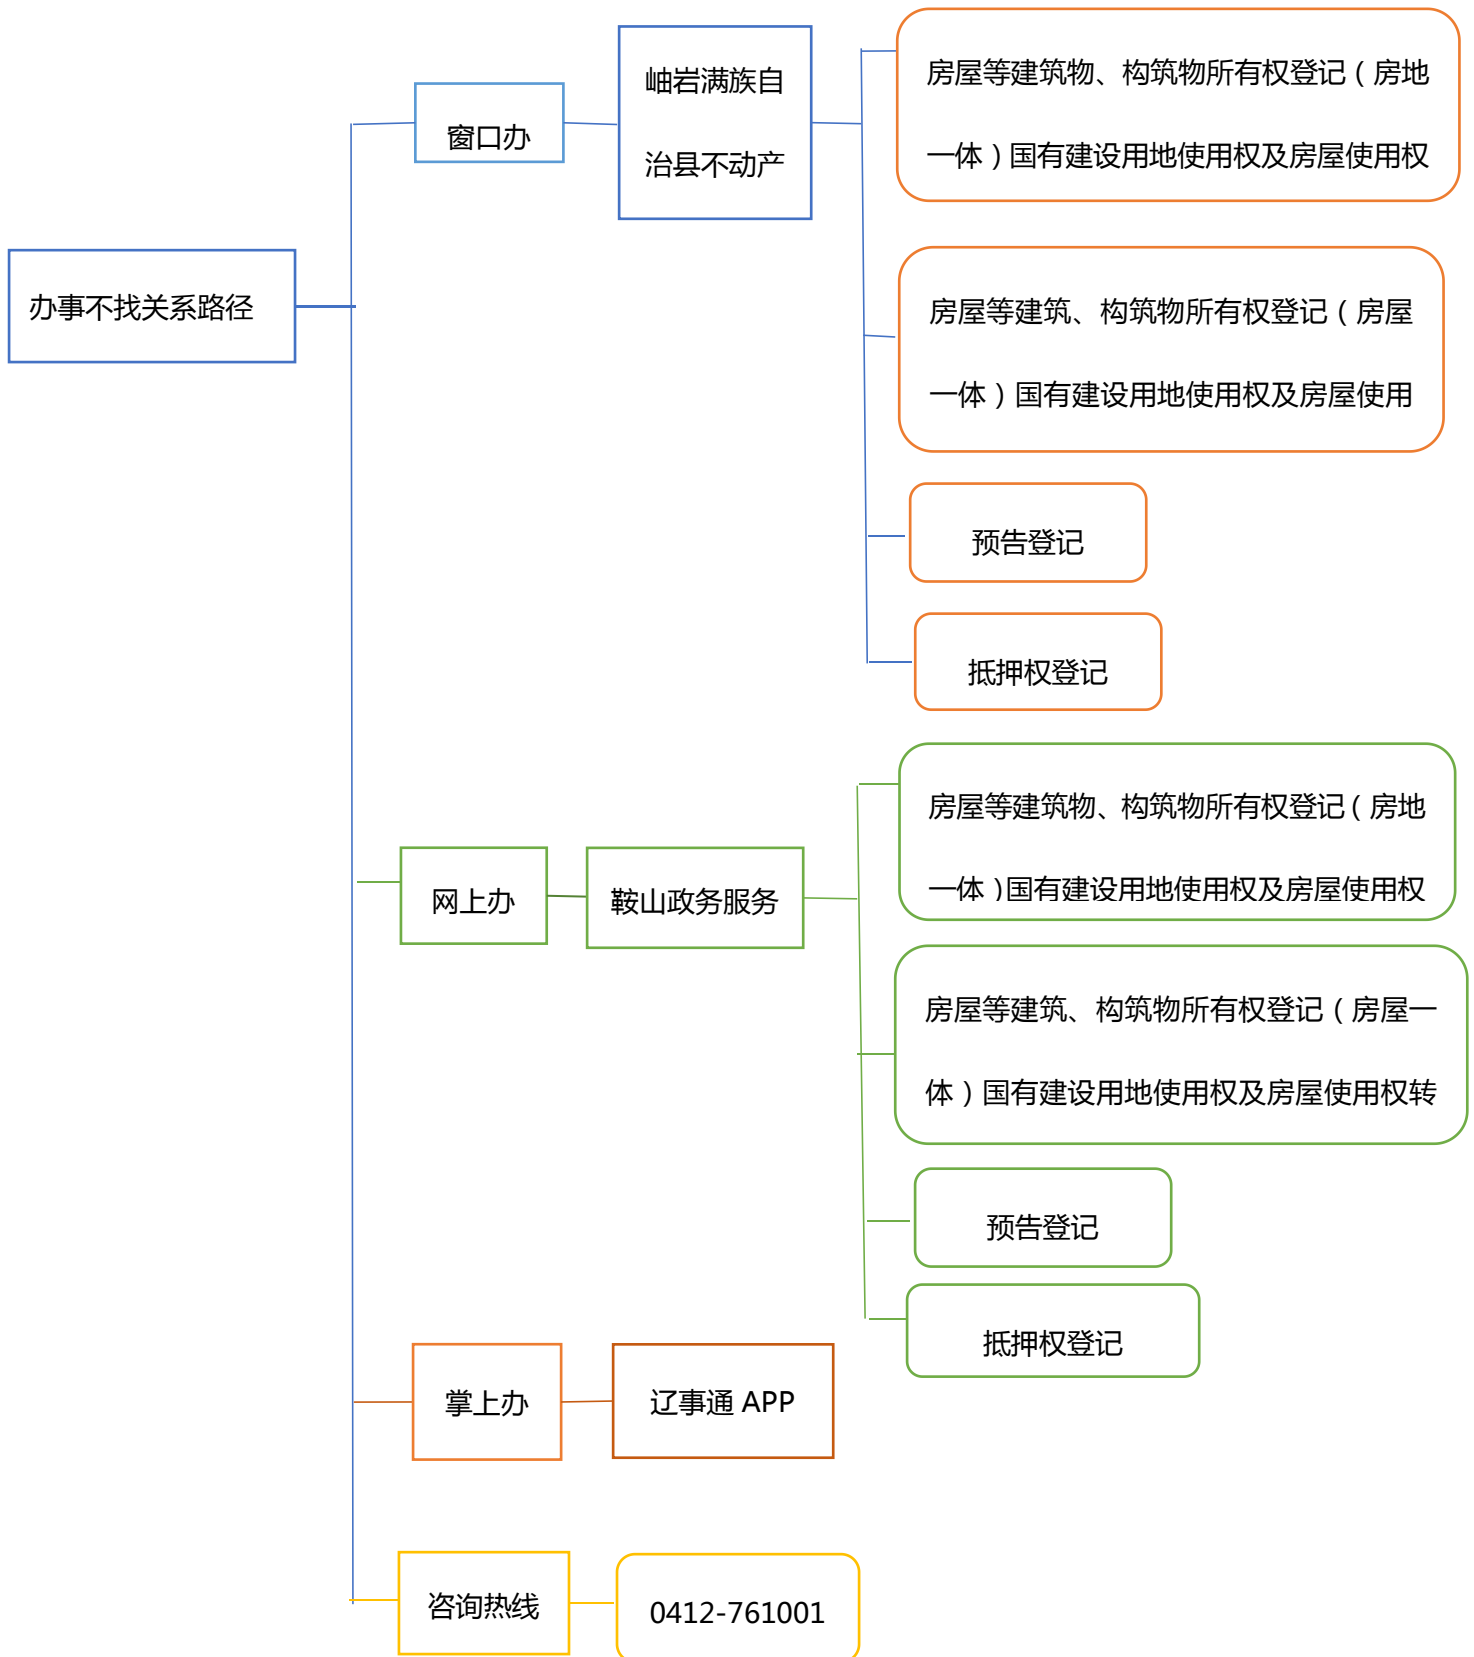 办事不找关系路径
窗口办
岫岩满族自
治县不动产
房屋等建筑物、构筑物所有权登记（房地
一体）国有建设用地使用权及房屋使用权
房屋等建筑、构筑物所有权登记（房屋
一体）国有建设用地使用权及房屋使用
预告登记
抵押权登记
网上办
鞍山政务服务
房屋等建筑物、构筑物所有权登记（房地
一体）国有建设用地使用权及房屋使用权
房屋等建筑、构筑物所有权登记（房屋一
体）国有建设用地使用权及房屋使用权转
预告登记
抵押权登记
掌上办
辽事通 APP
咨询热线
0412-761001